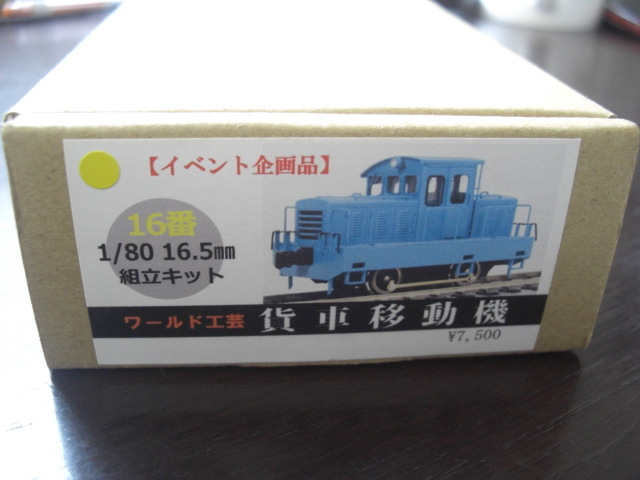 【イベント企画品】
16番
1/80 16.5㎜
組立キット
ワールド工芸 貨車移動機
¥7,500